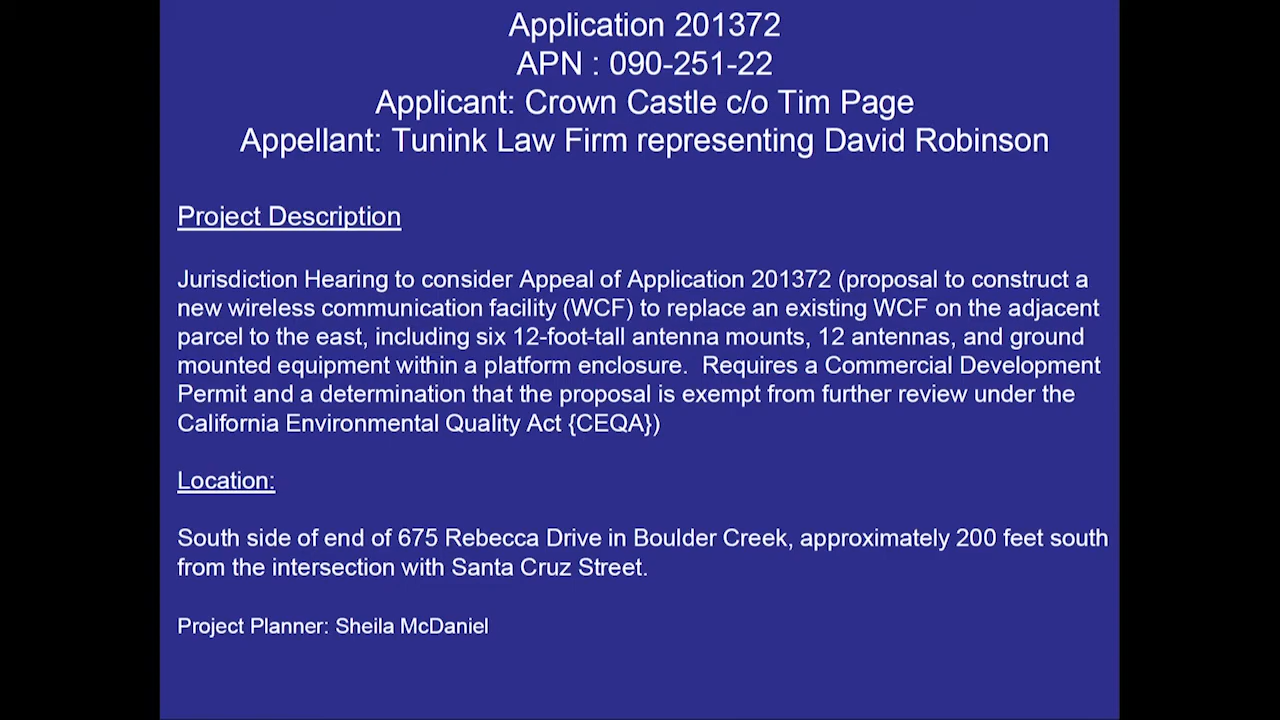 Application 201372
APN : 090-251-22
Applicant: Crown Castle c/o Tim Page
Appellant: Tunink Law Firm representing David Robinson
Project Description
Jurisdiction Hearing to consider Appeal of Application 201372 (proposal to construct a
new wireless communication facility (WCF) to replace an existing WCF on the adjacent
parcel to the east, including six 12-foot-tall antenna mounts, 12 antennas, and ground
mounted equipment within a platform enclosure.  Requires a Commercial Development
Permit and a determination that the proposal is exempt from further review under the
California Environmental Quality Act {CEQA})
Location:
South side of end of 675 Rebecca Drive in Boulder Creek, approximately 200 feet south
from the intersection with Santa Cruz Street.
Project Planner: Sheila McDaniel